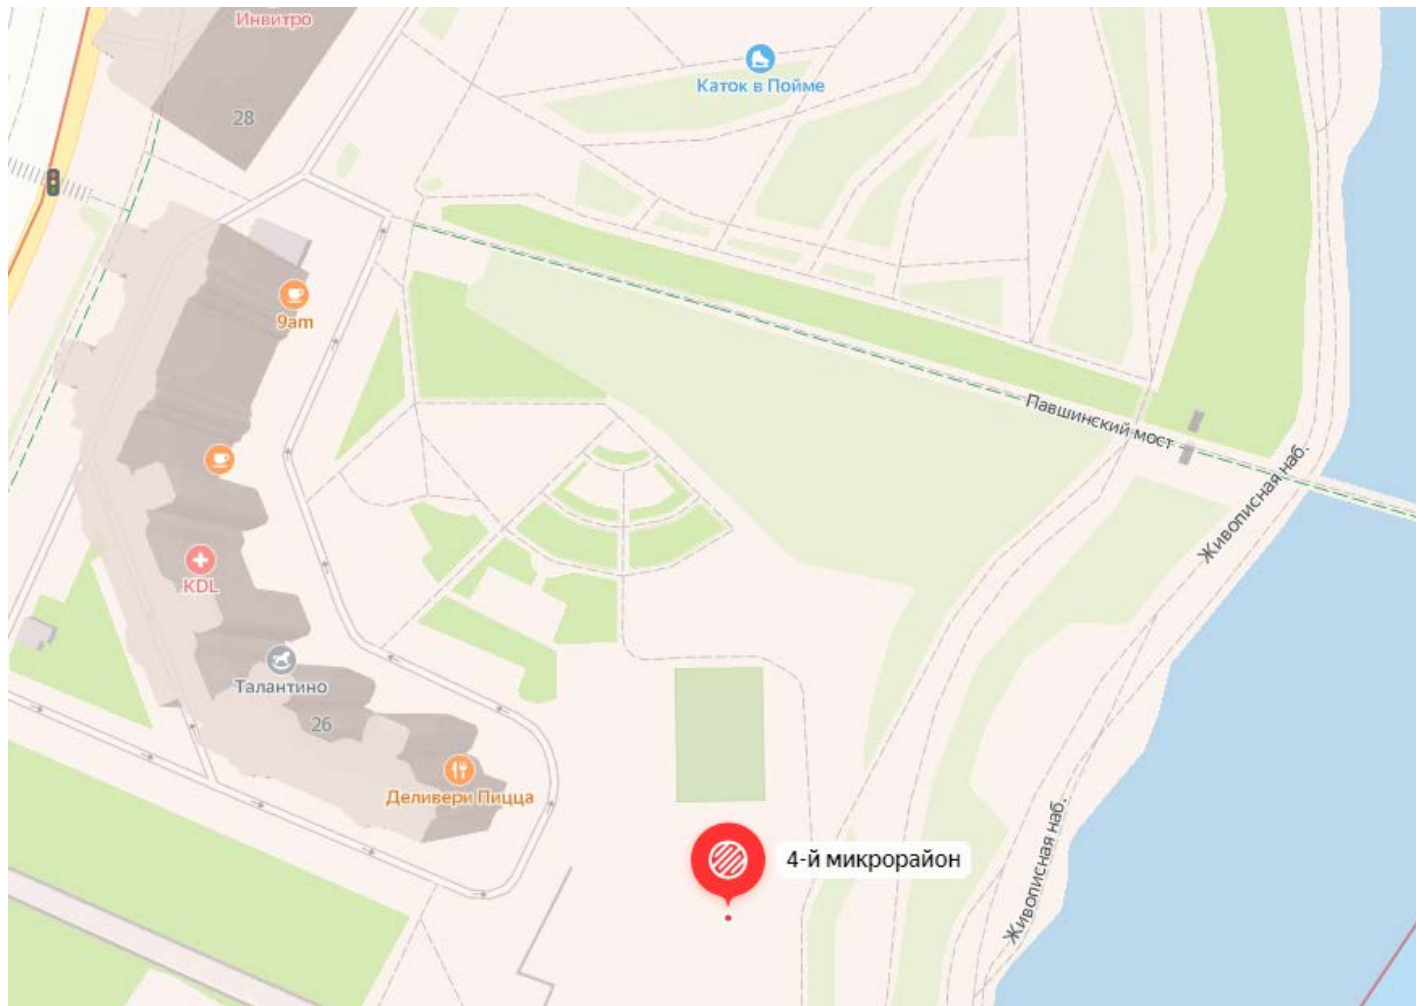 Инвитро
28
Каток в Пойме
9am
Павшинский мост
Живописная наб.
KDL
Талантино
26
Деливери Пицца
4-й микрорайон
Живописная наб.